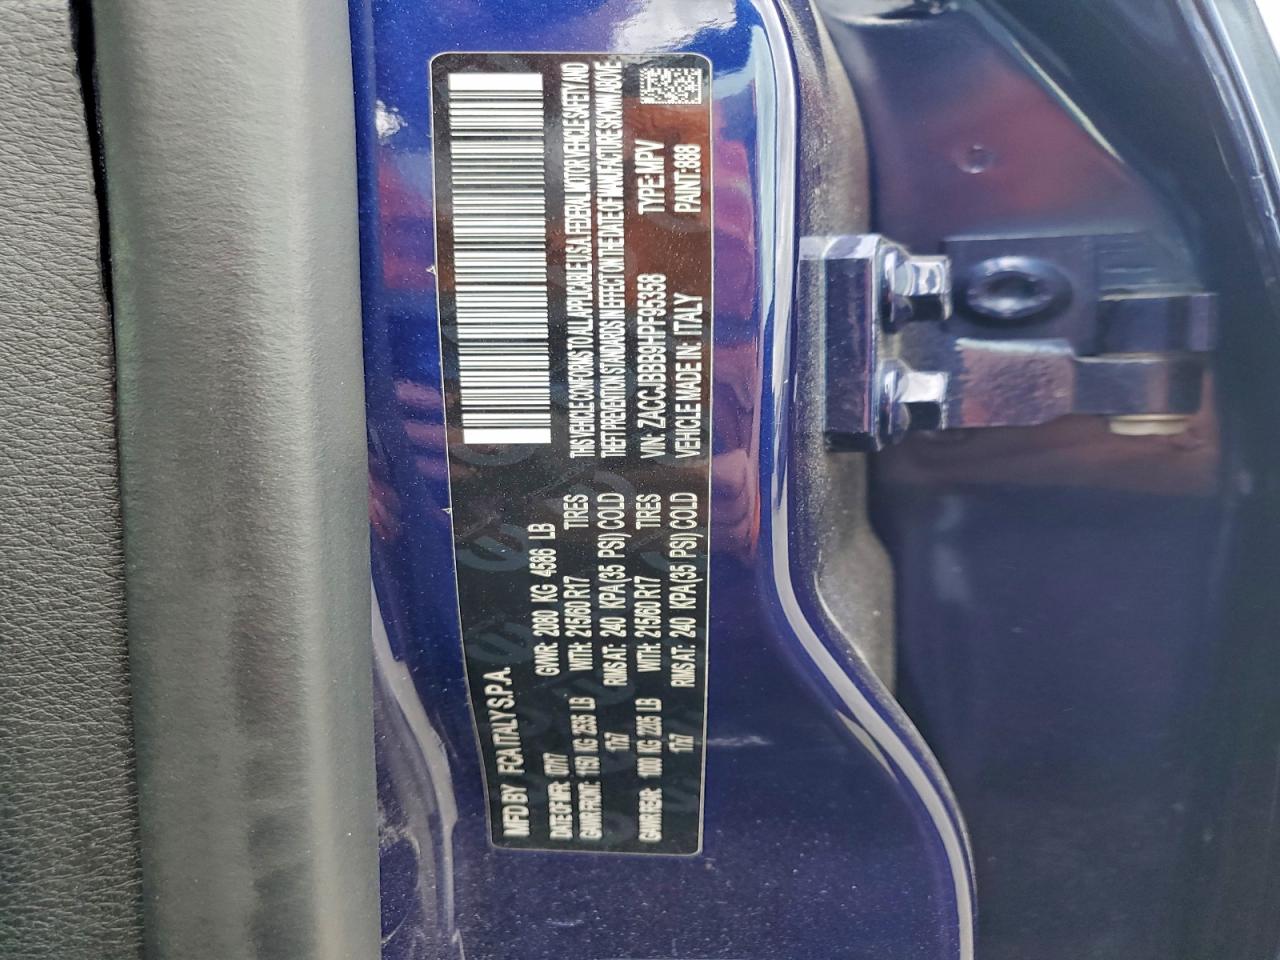 MFD BY FCA ITALY S.P.A.
DATE OF MFR: 07/17 GVWR: 2080 KG 4586 LB
GAWR FRONT: 1150 KG 2535 LB WITH: 215/60 R17 TIRES
17x7 RIMS AT: 240 KPA(35 PSI) COLD
GAWR REAR: 1000 KG 2205 LB WITH: 215/60 R17 TIRES
17x7 RIMS AT: 240 KPA(35 PSI) COLD
THIS VEHICLE CONFORMS TO ALL APPLICABLE U.S.A. FEDERAL MOTOR VEHICLE SAFETY AND
THEFT PREVENTION STANDARDS IN EFFECT ON THE DATE OF MANUFACTURE SHOWN ABOVE.
VIN: ZACCJBBB9HPF95358 TYPE:MPV
VEHICLE MADE IN: ITALY PAINT:888